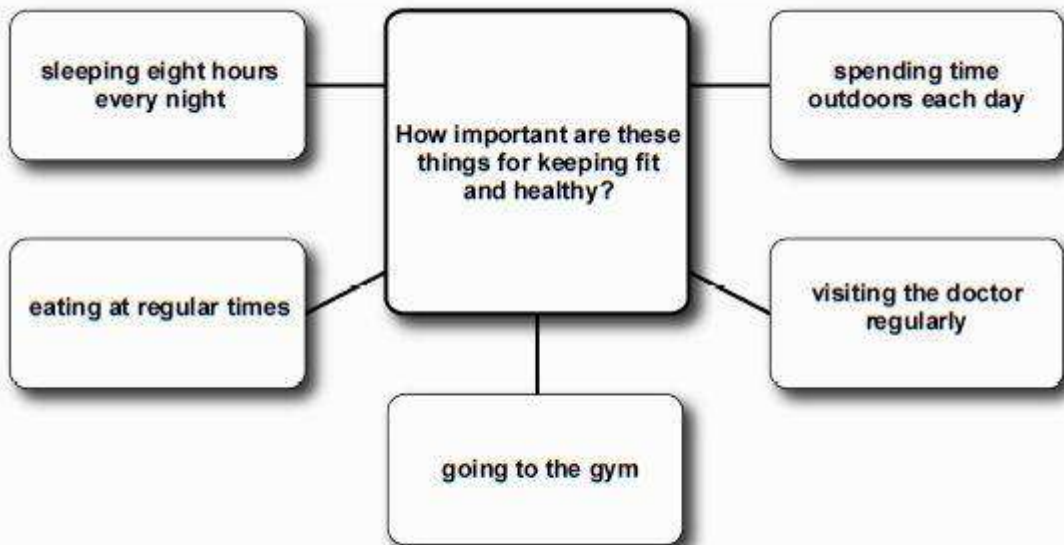 sleeping eight hours
every night
How important are these
things for keeping fit
and healthy?
spending time
outdoors each day
eating at regular times
visiting the doctor
regularly
going to the gym